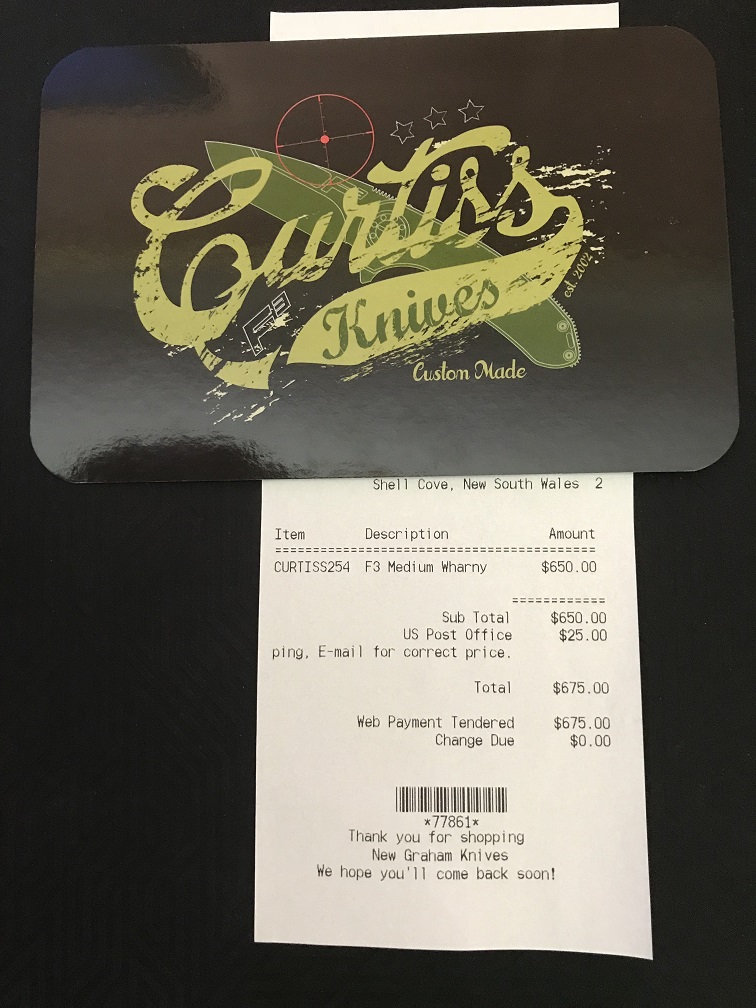 Curtiss
Knives
est. 2002
F3
Custom Made
Shell Cove, New South Wales 2
Item Description Amount
===========================================
CURTISS254 F3 Medium Wharny $650.00
============
Sub Total $650.00
US Post Office $25.00
ping, E-mail for correct price.
Total $675.00
Web Payment Tendered $675.00
Change Due $0.00
*77861*
Thank you for shopping
New Graham Knives
We hope you'll come back soon!